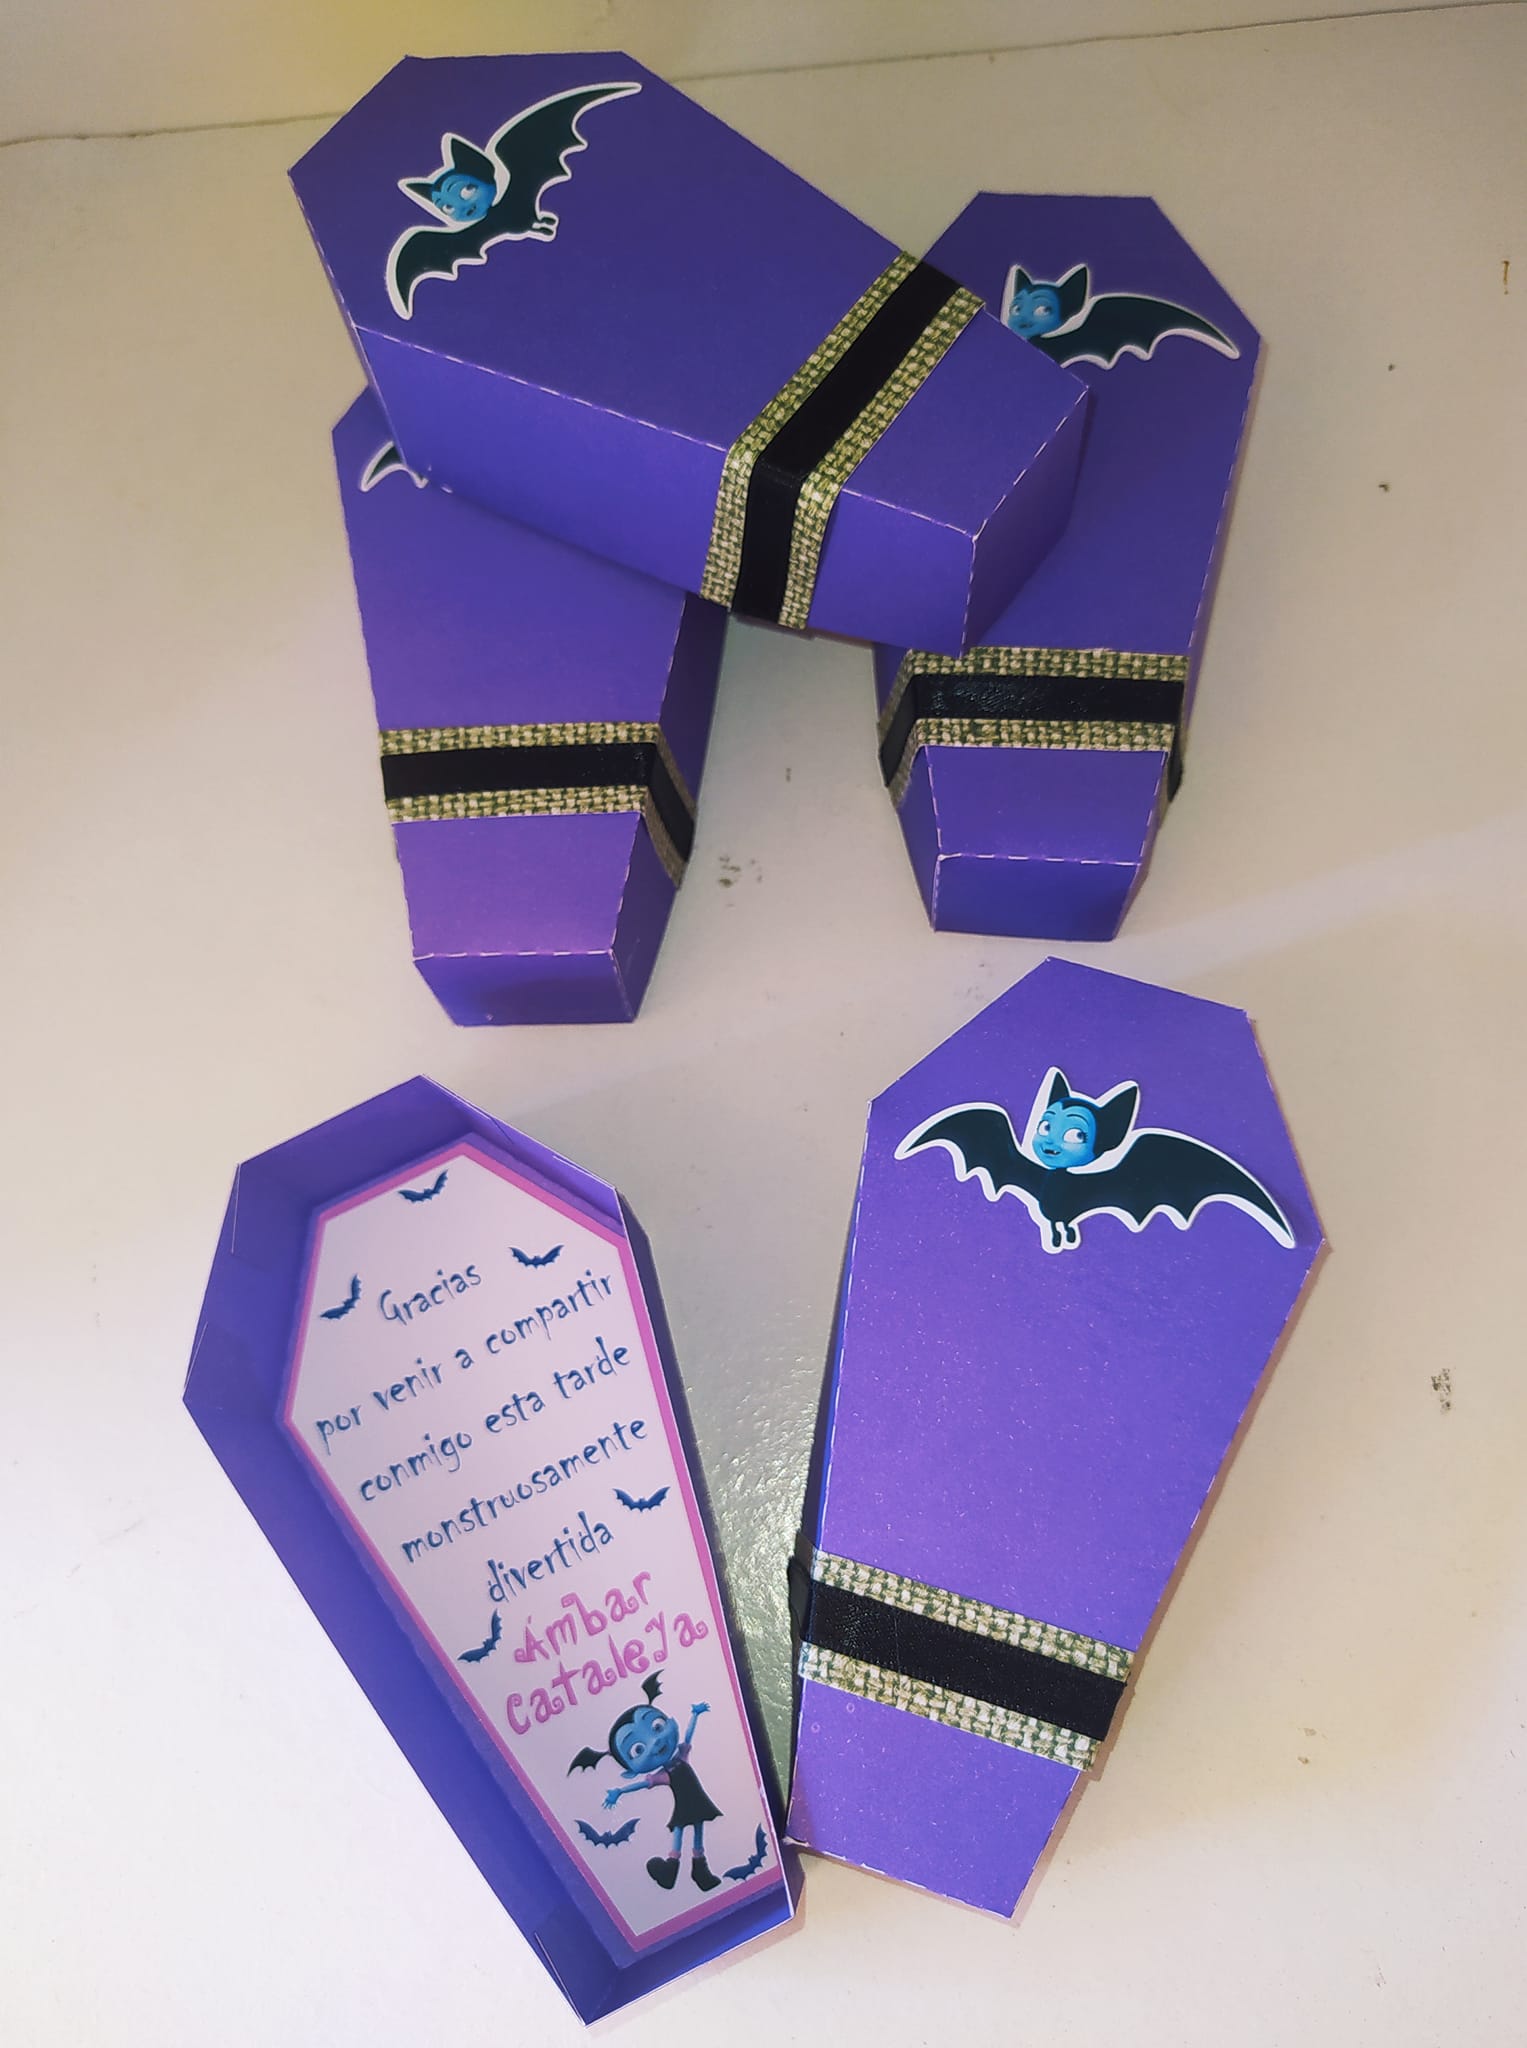 Gracias
por venir a compartir
conmigo esta tarde
monstruosamente
divertida
Ámbar
Cataleya